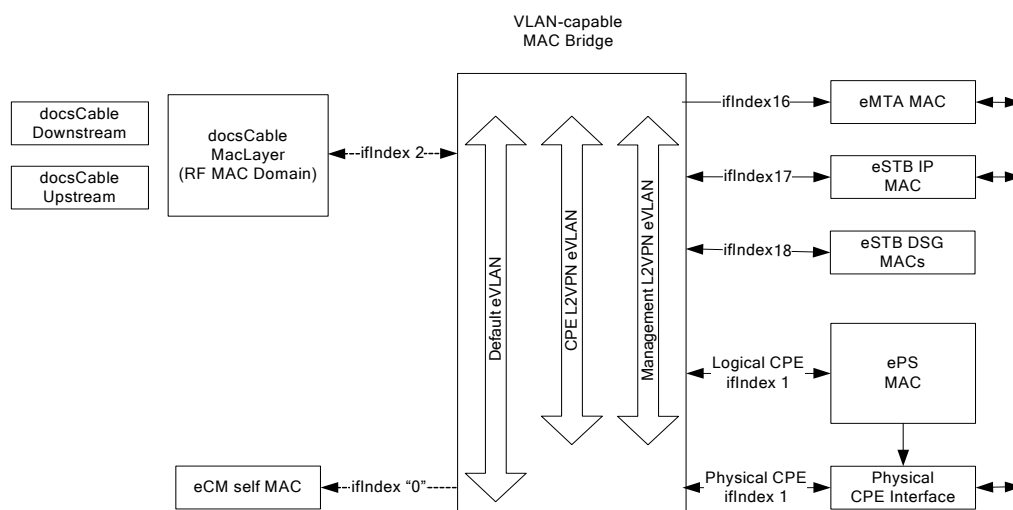 VLAN-capable
MAC Bridge
docsCable
Downstream
docsCable
Upstream
docsCable
MacLayer
(RF MAC Domain)
ifIndex 2
Default eVLAN
CPE L2VPN eVLAN
Management L2VPN eVLAN
ifIndex16
eMTA MAC
ifIndex17
eSTB IP
MAC
ifIndex18
eSTB DSG
MACs
Logical CPE
ifIndex 1
ePS
MAC
eCM self MAC
ifIndex “0”
Physical CPE
ifIndex 1
Physical
CPE Interface